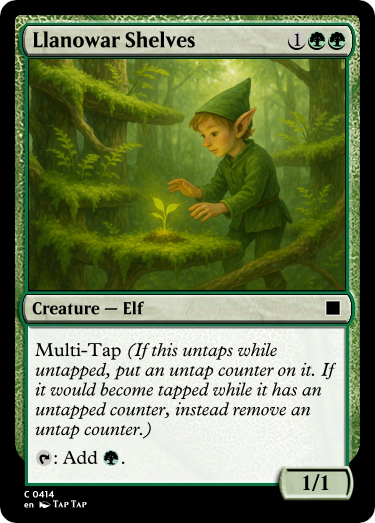 Llanowar Shelves 1
Creature — Elf
Multi-Tap (If this untaps while
untapped, put an untap counter on it. If
it would become tapped while it has an
untapped counter, instead remove an
untap counter.)
: Add .
1/1
C 0414
en TAP TAP